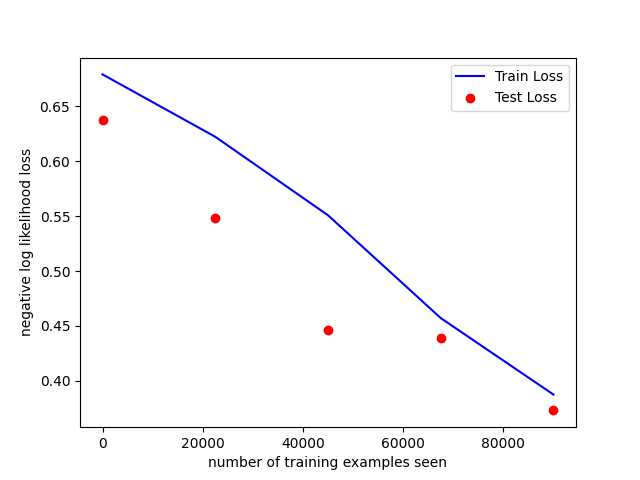 Train Loss
Test Loss
negative log likelihood loss
0.65
0.60
0.55
0.50
0.45
0.40
0 20000 40000 60000 80000
number of training examples seen